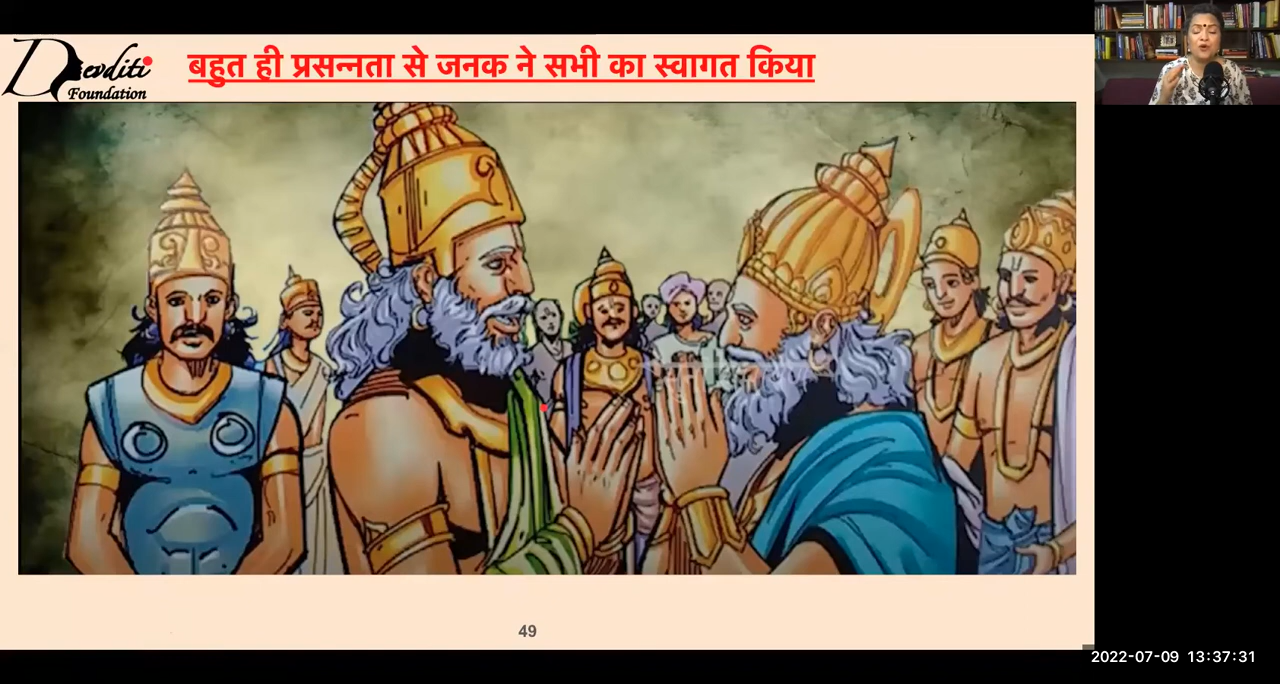 Devditi
Foundation
बहुत ही प्रसन्नता से जनक ने सभी का स्वागत किया
49
2022-07-09 13:37:31